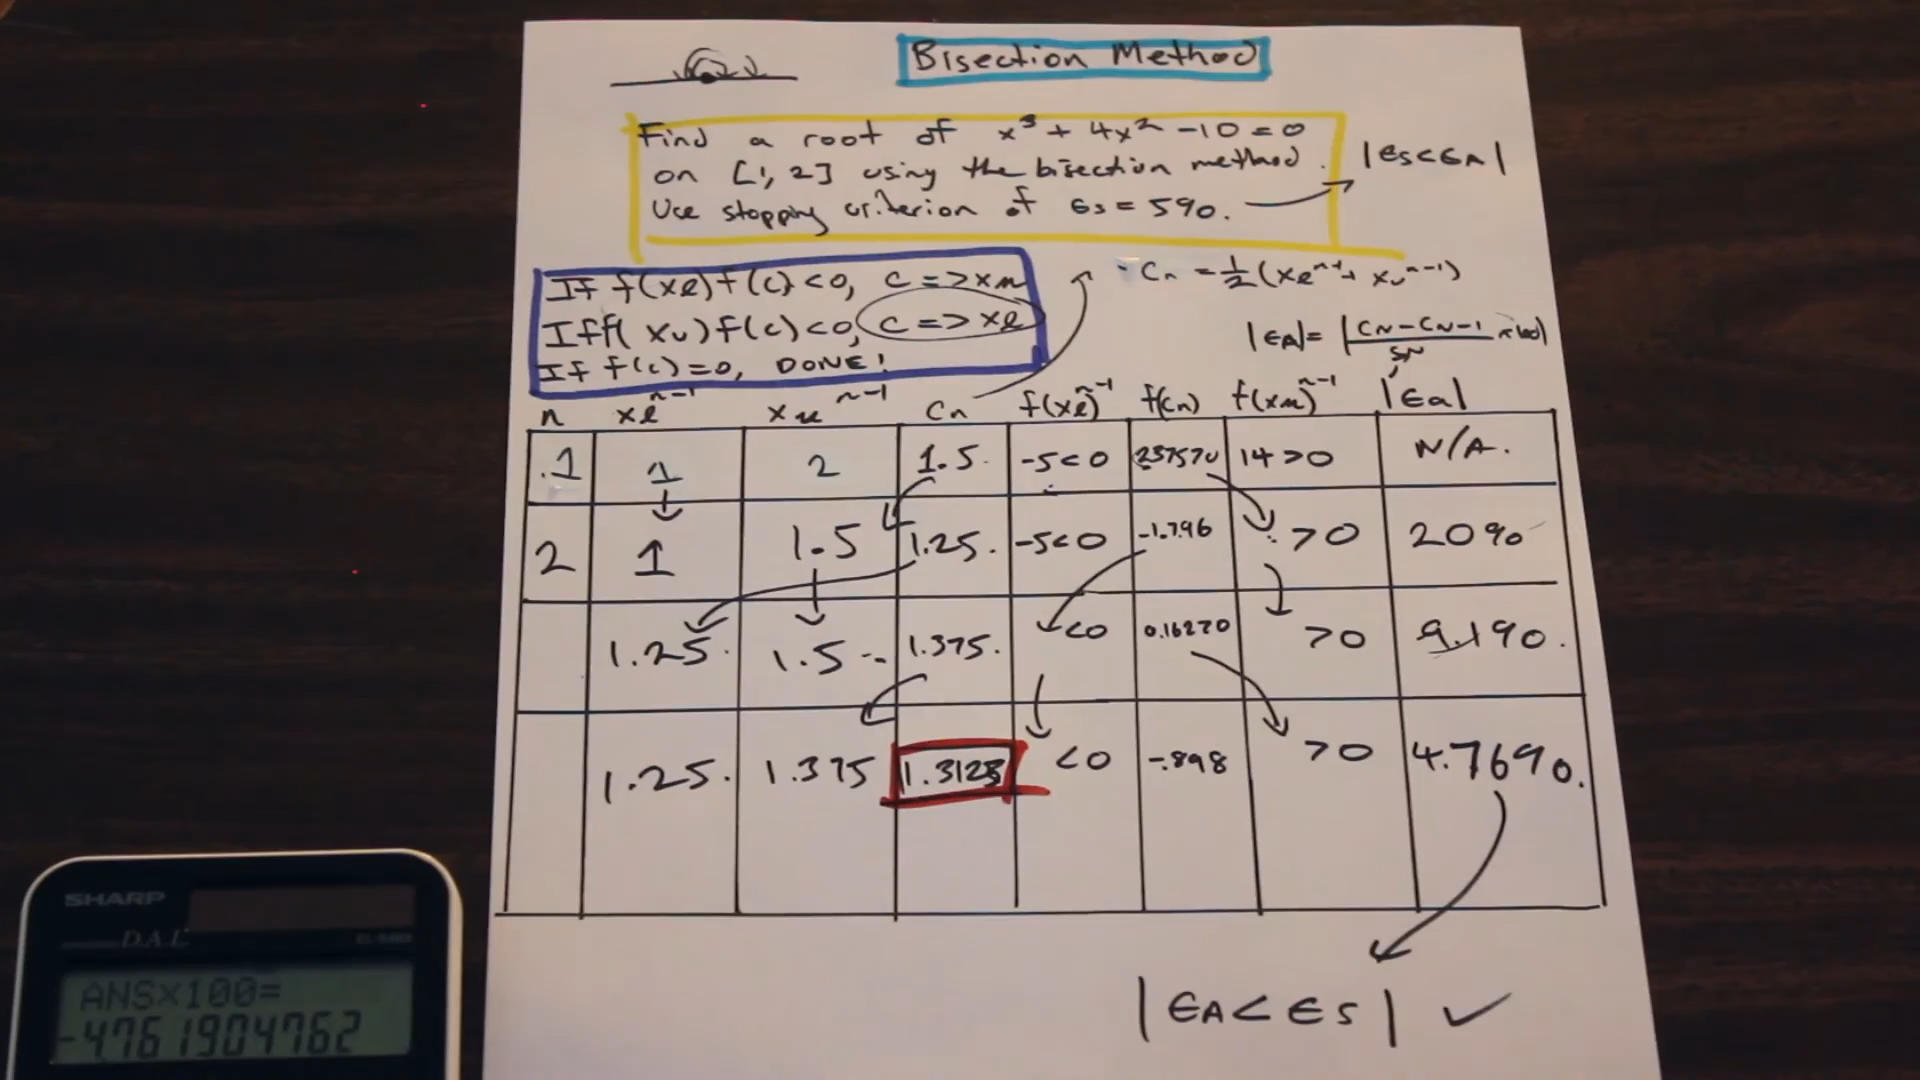 Bisection Method
Find a root of x³ + 4x² - 10 = 0
on [1, 2] using the bisection method.
Use stopping criterion of ϵs = 5%.
|ϵs<ϵA|
If f(xl)f(c)<0, c => xu
If f(xu)f(c)<0, c => xl
If f(c)=0, DONE!
Cn = 1/2 (xl^n-1 + xu^n-1)
|ϵA| = |CN-CN-1 / CN x100|
n xl^n-1 xu^n-1 Cn f(xl)^n-1 f(Cn) f(xu)^n-1 |ϵa|
1 1 2 1.5 -5<0 2.375>0 14>0 N/A.
2 1 1.5 1.25. -5<0 -1.796 >0 20%
1.25. 1.5 1.375. <0 0.162>0 >0 9.1%.
1.25. 1.375 1.3125 <0 -.898 >0 4.76%.
|ϵA<ϵs| ✓
SHARP
D.A.L
ANS×100=
-4.761904762